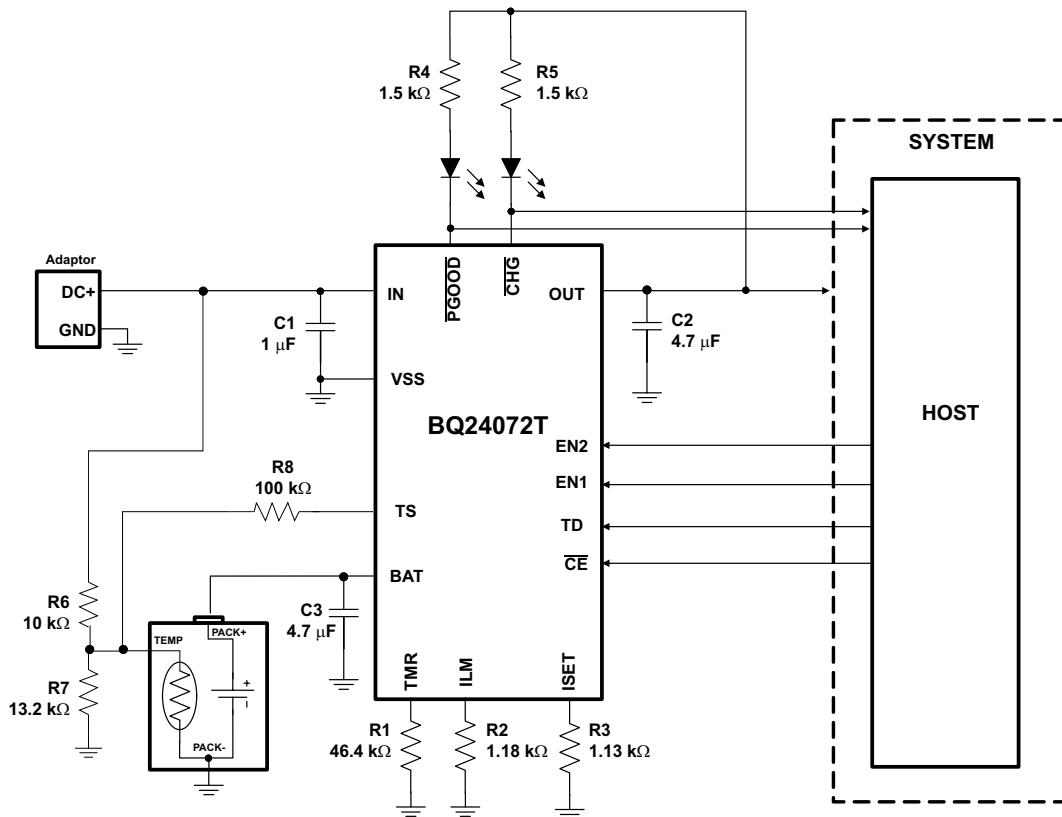 R4
1.5 kΩ
R5
1.5 kΩ
SYSTEM
Adaptor
DC+
GND
C1
1 μF
IN
PGOOD
CHG
OUT
C2
4.7 μF
VSS
BQ24072T
HOST
EN2
EN1
TD
CE
R8
100 kΩ
TS
BAT
C3
4.7 μF
R6
10 kΩ
R7
13.2 kΩ
TEMP
PACK+
+
–
PACK-
TMR
ILM
ISET
R1
46.4 kΩ
R2
1.18 kΩ
R3
1.13 kΩ